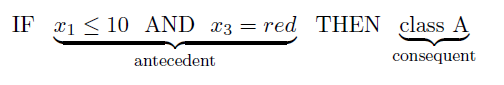 IF x₁ ≤ 10 AND x₃ = red THEN class A
antecedent consequent